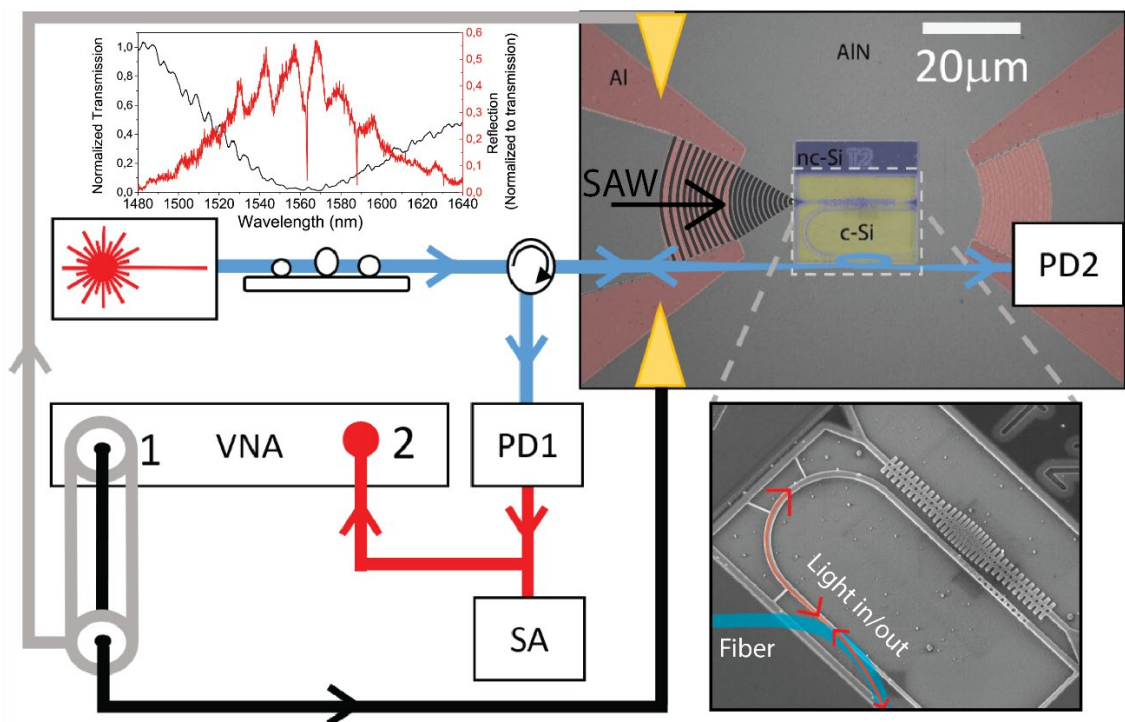 1,0
0,8
0,6
0,4
0,2
0,0
Normalized Transmission
0,6
0,5
0,4
0,3
0,2
0,1
0,0
Reflection
(Normalized to transmission)
1480 1500 1520 1540 1560 1580 1600 1620 1640
Wavelength (nm)
Al
AlN
20μm
nc-Si T2
SAW
c-Si
PD2
1 VNA 2
PD1
SA
T
2
Light in/out
Fiber